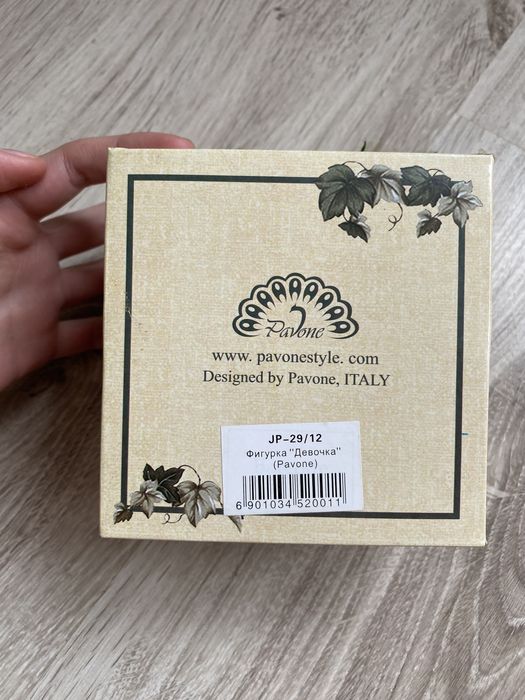 Pavone
www. pavonestyle. com
Designed by Pavone, ITALY
JP-29/12
Фигурка "Девочка"
(Pavone)
6 901034 520011